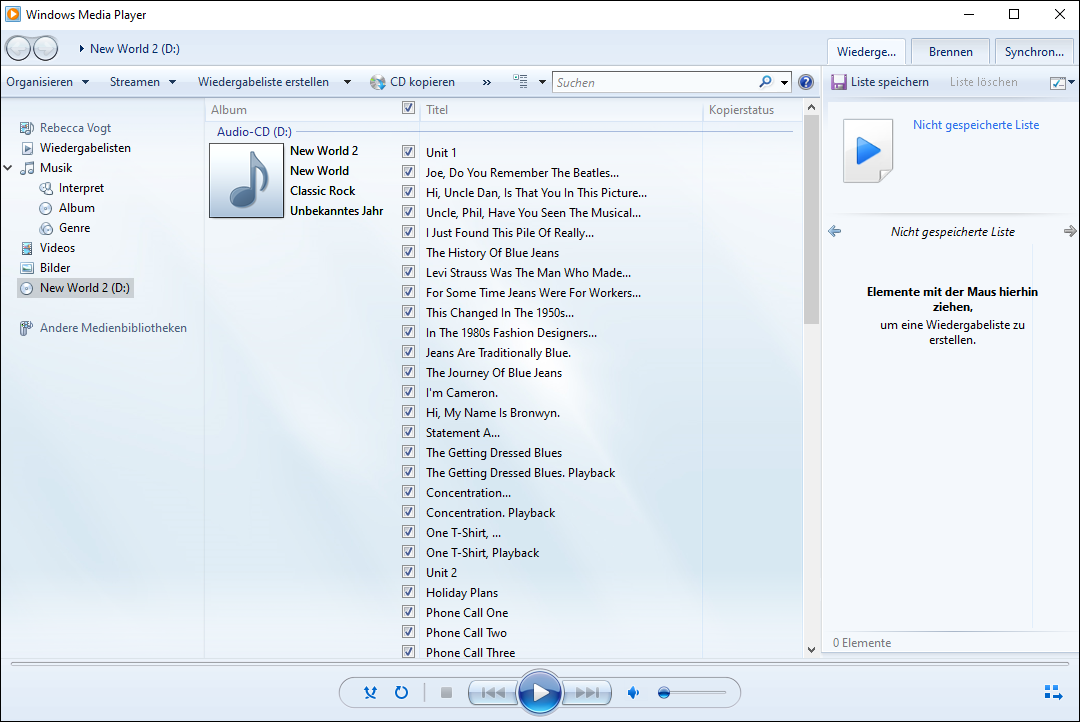 Windows Media Player
New World 2 (D:)
Wiederge...
Brennen
Synchron...
Organisieren
Streamen
Wiedergabeliste erstellen
CD kopieren
»
Suchen
Liste speichern
Liste löschen
Rebecca Vogt
Wiedergabelisten
Musik
Interpret
Album
Genre
Videos
Bilder
New World 2 (D:)
Andere Medienbibliotheken
Album
Titel
Kopierstatus
Audio-CD (D:)
New World 2
New World
Classic Rock
Unbekanntes Jahr
Unit 1
Joe, Do You Remember The Beatles...
Hi, Uncle Dan, Is That You In This Picture...
Uncle, Phil, Have You Seen The Musical...
I Just Found This Pile Of Really...
The History Of Blue Jeans
Levi Strauss Was The Man Who Made...
For Some Time Jeans Were For Workers...
This Changed In The 1950s...
In The 1980s Fashion Designers...
Jeans Are Traditionally Blue.
The Journey Of Blue Jeans
I'm Cameron.
Hi, My Name Is Bronwyn.
Statement A...
The Getting Dressed Blues
The Getting Dressed Blues. Playback
Concentration...
Concentration. Playback
One T-Shirt, ...
One T-Shirt, Playback
Unit 2
Holiday Plans
Phone Call One
Phone Call Two
Phone Call Three
Nicht gespeicherte Liste
Nicht gespeicherte Liste
Elemente mit der Maus hierhin
ziehen,
um eine Wiedergabeliste zu
erstellen.
0 Elemente